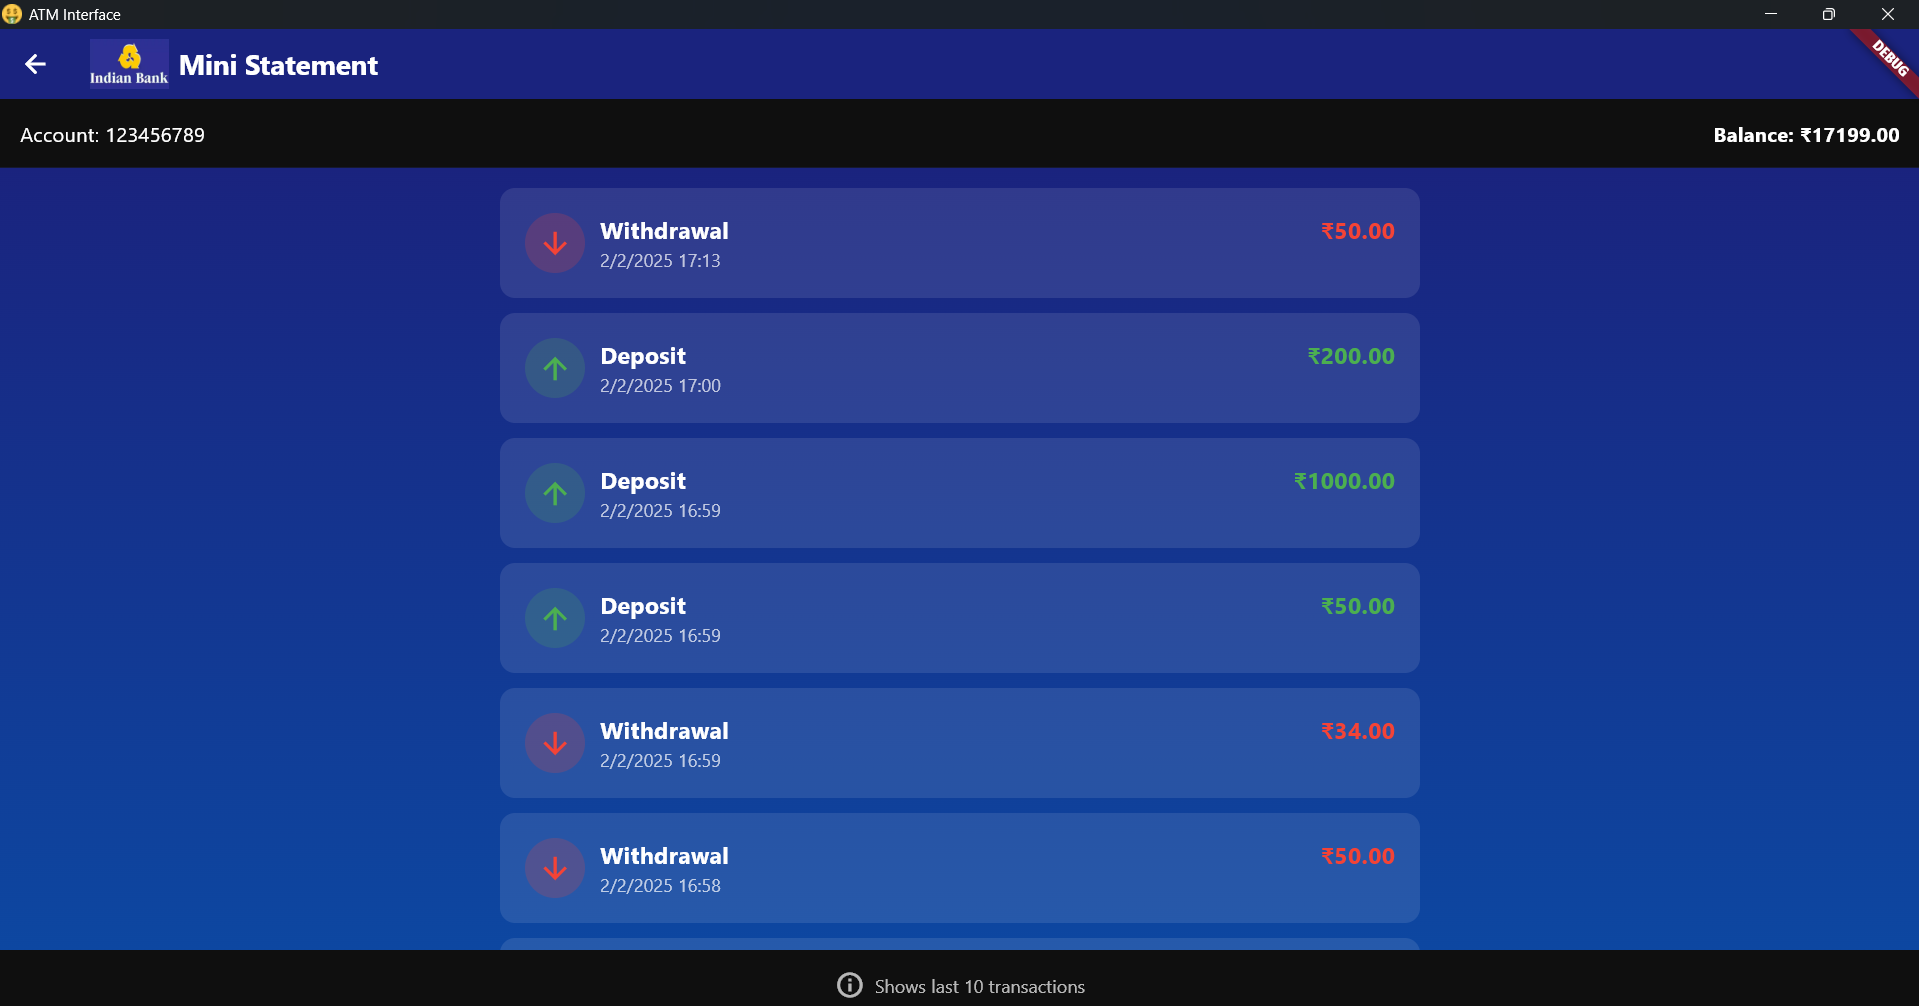 ATM Interface
DEBUG
Indian Bank
Mini Statement
Account: 123456789
Balance: ₹17199.00
Withdrawal
₹50.00
2/2/2025 17:13
Deposit
₹200.00
2/2/2025 17:00
Deposit
₹1000.00
2/2/2025 16:59
Deposit
₹50.00
2/2/2025 16:59
Withdrawal
₹34.00
2/2/2025 16:59
Withdrawal
₹50.00
2/2/2025 16:58
Shows last 10 transactions